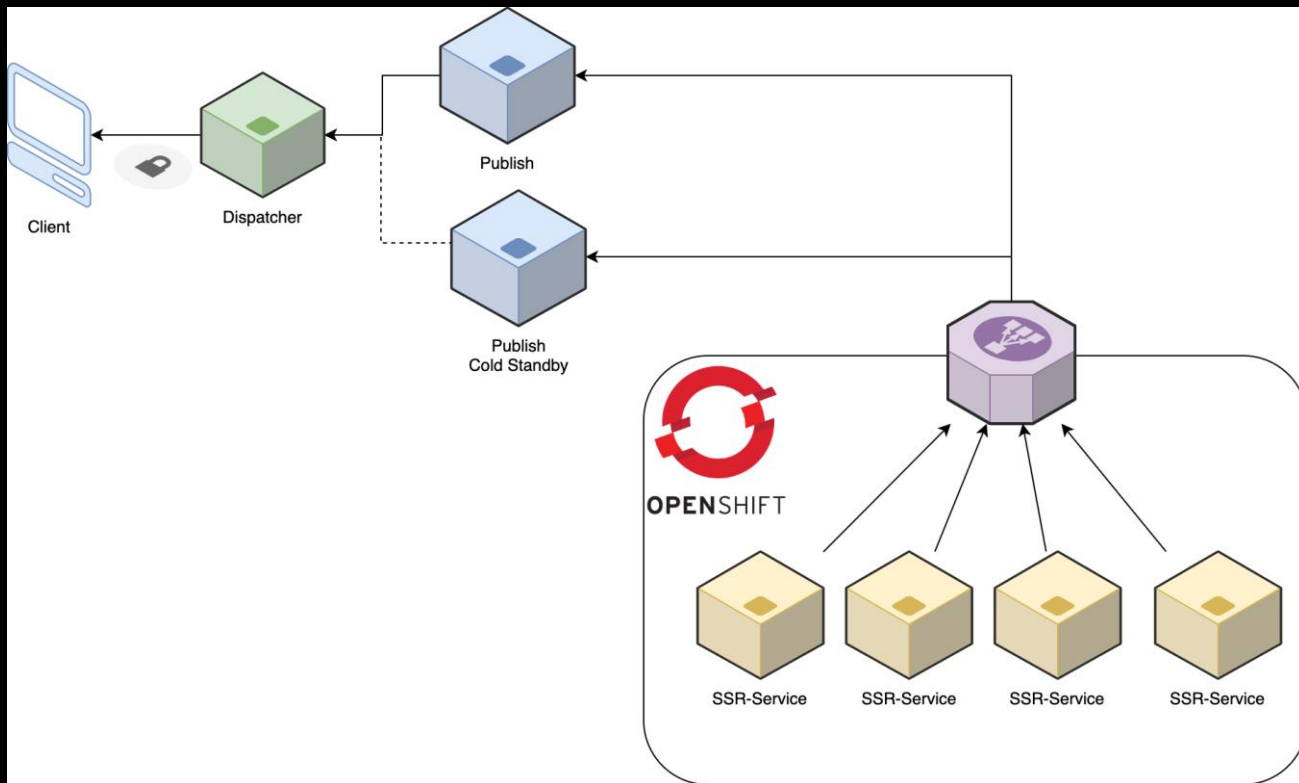 Publish
Client
Dispatcher
Publish
Cold Standby
OPENSHIFT
SSR-Service
SSR-Service
SSR-Service
SSR-Service